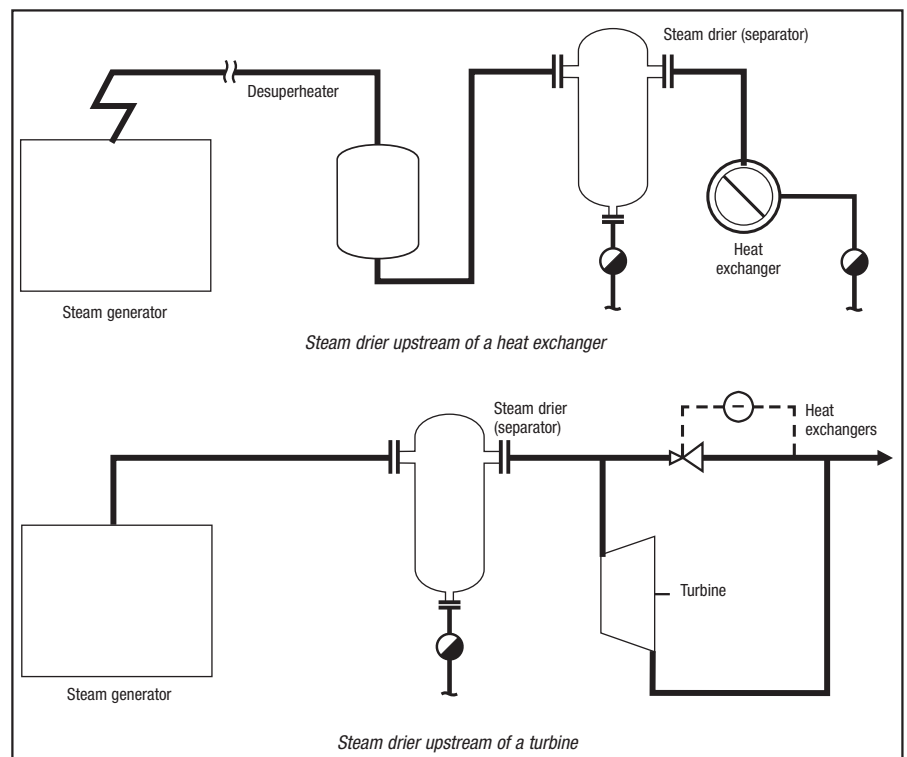 Steam drier (separator)
Desuperheater
Heat
exchanger
Steam generator
Steam drier upstream of a heat exchanger
Steam drier
(separator)
Heat
exchangers
Turbine
Steam generator
Steam drier upstream of a turbine